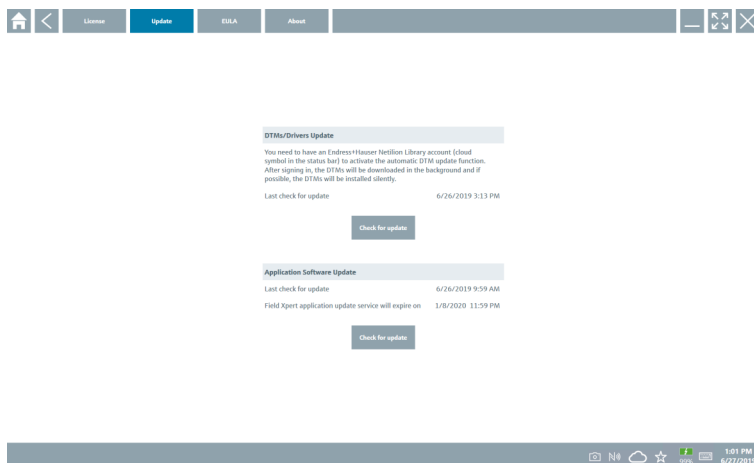 License Update EULA About
DTMs/Drivers Update
You need to have an Endress+Hauser Netilion Library account (cloud
symbol in the status bar) to activate the automatic DTM update function.
After signing in, the DTMs will be downloaded in the background and if
possible, the DTMs will be installed silently.
Last check for update 6/26/2019 3:13 PM
Check for update
Application Software Update
Last check for update 6/26/2019 9:59 AM
Field Xpert application update service will expire on 1/8/2020 11:59 PM
Check for update
1:01 PM
99% 6/27/2019